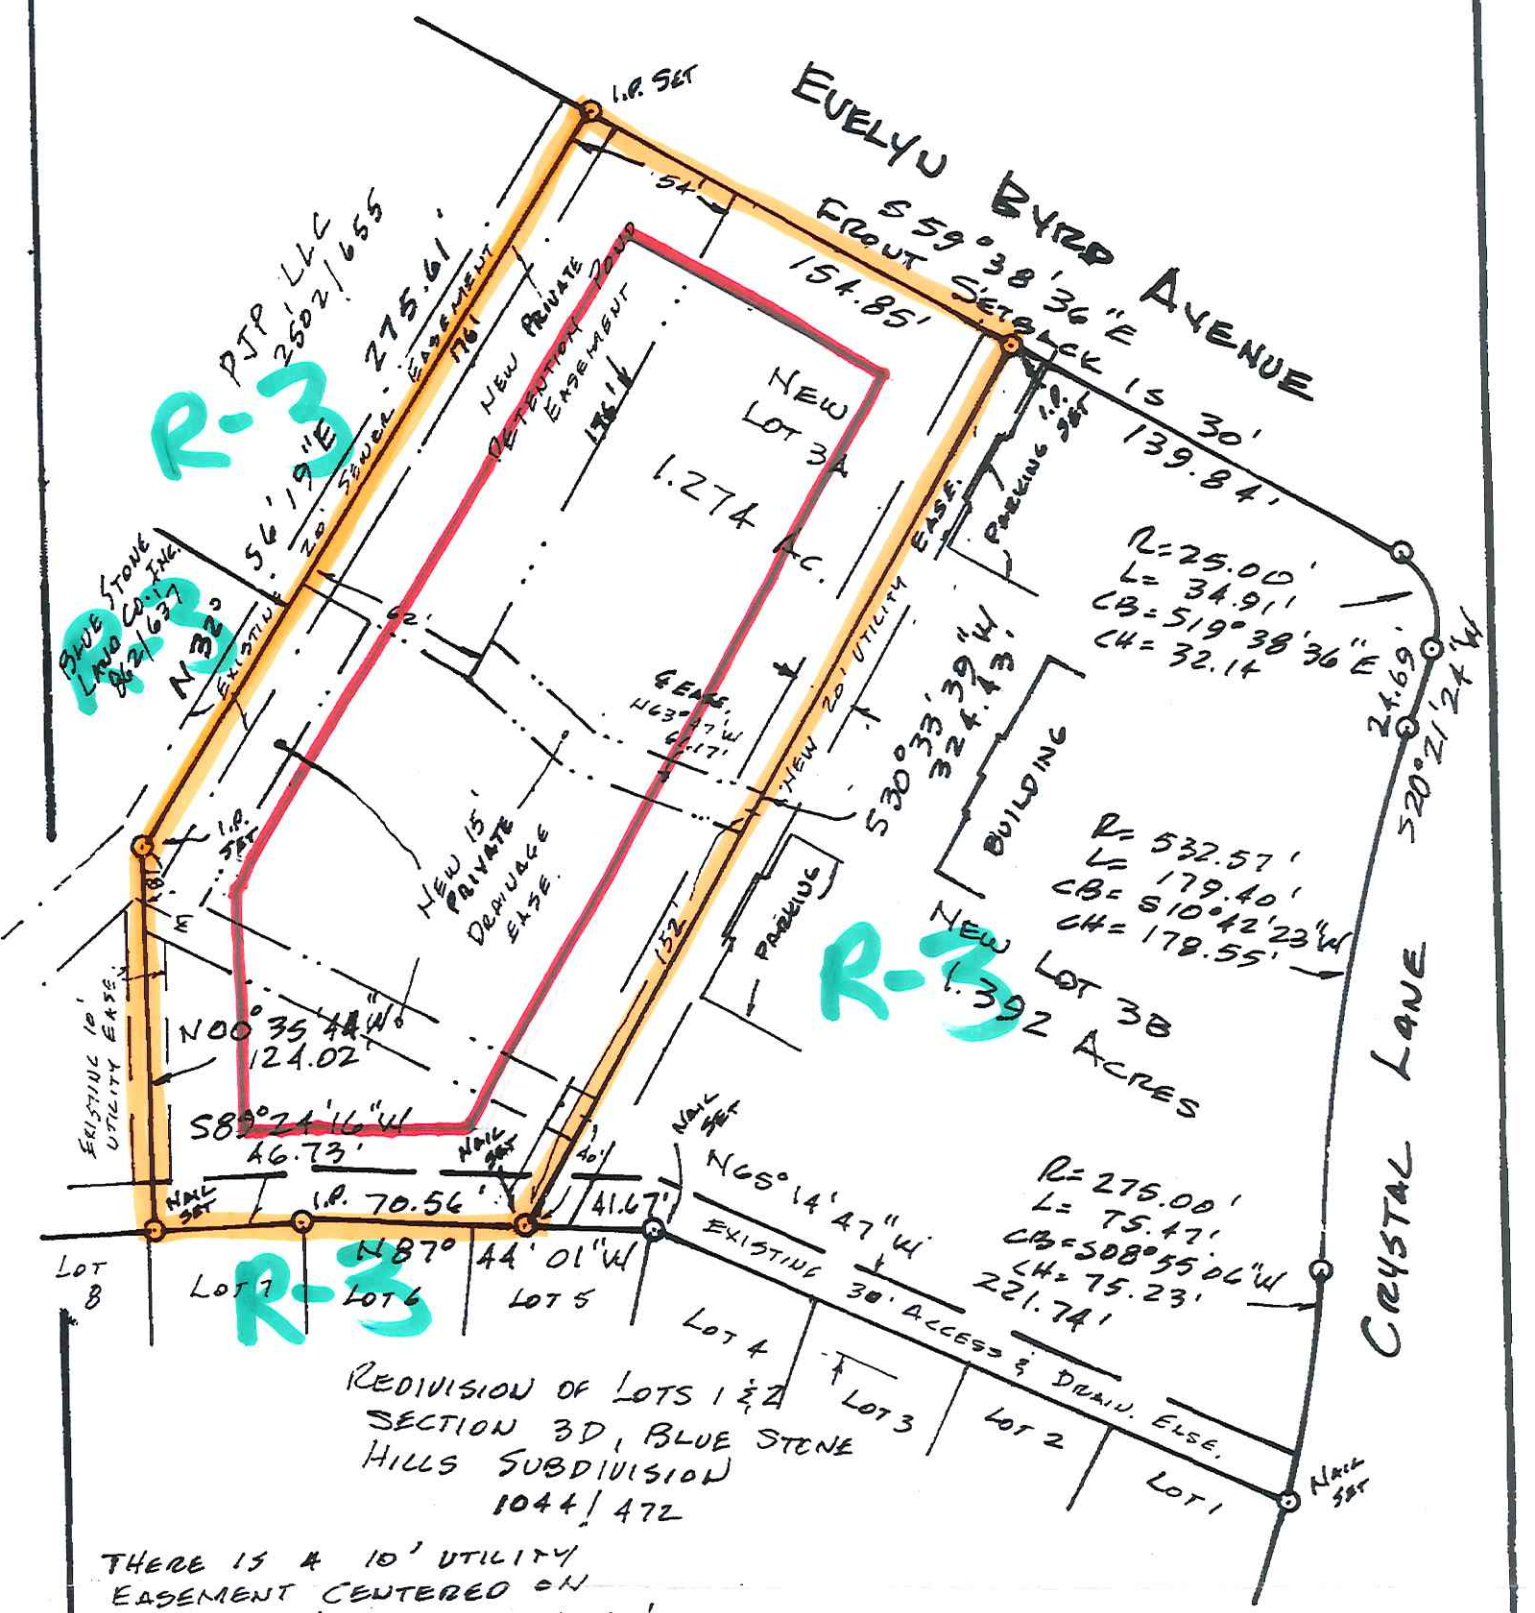 I.P. SET
EVELYN BYRD AVENUE
S 59° 38' 36" E
FRONT SETBACK IS 30'
154.85'
139.84'
54'
PJP LLC
2502/655
R-3
275.61'
N 32° 56' 19" E
EXISTING 20' SEWER EASEMENT
176'
NEW PRIVATE
DETENTION POND
EASEMENT
176'
NEW
LOT 3A
1.274
AC.
I.P.
SET
PARKING
R=25.00'
L= 34.91'
CB=S19°38'36"E
CH= 32.14
BLUE STONE
LAND CO., INC.
862/637
R-3
62'
₵ EASE.
NEW 20' UTILITY EASE.
S30°33'39"W
324.43'
24.69'
S20°21'24"W
BUILDING
I.P.
SET
NEW 15'
PRIVATE
DRAINAGE
EASE.
152'
PARKING
R= 532.57'
L= 179.40'
CB= S10°42'23"W
CH= 178.55'
R-3
NEW LOT 3B
1.392 ACRES
CRYSTAL LANE
EXISTING 10'
UTILITY EASE.
N00°35'44"W
124.02'
S89°24'16"W
46.73'
NAIL
SET
40'
NAIL
SET
N65°14'47"W
R=275.00'
L= 75.47'
CB=S08°55'06"W
CH= 75.23'
221.74'
NAIL
SET
I.P.
70.56'
41.67'
N 87° 44' 01" W
EXISTING 30' ACCESS & DRAIN. ELSE.
LOT
8
LOT 7
R-3
LOT 6
LOT 5
LOT 4
LOT 3
LOT 2
LOT 1
NAIL
SET
REDIVISION OF LOTS 1 & 2
SECTION 3D, BLUE STONE
HILLS SUBDIVISION
1044/472
THERE IS A 10' UTILITY
EASEMENT CENTERED ON